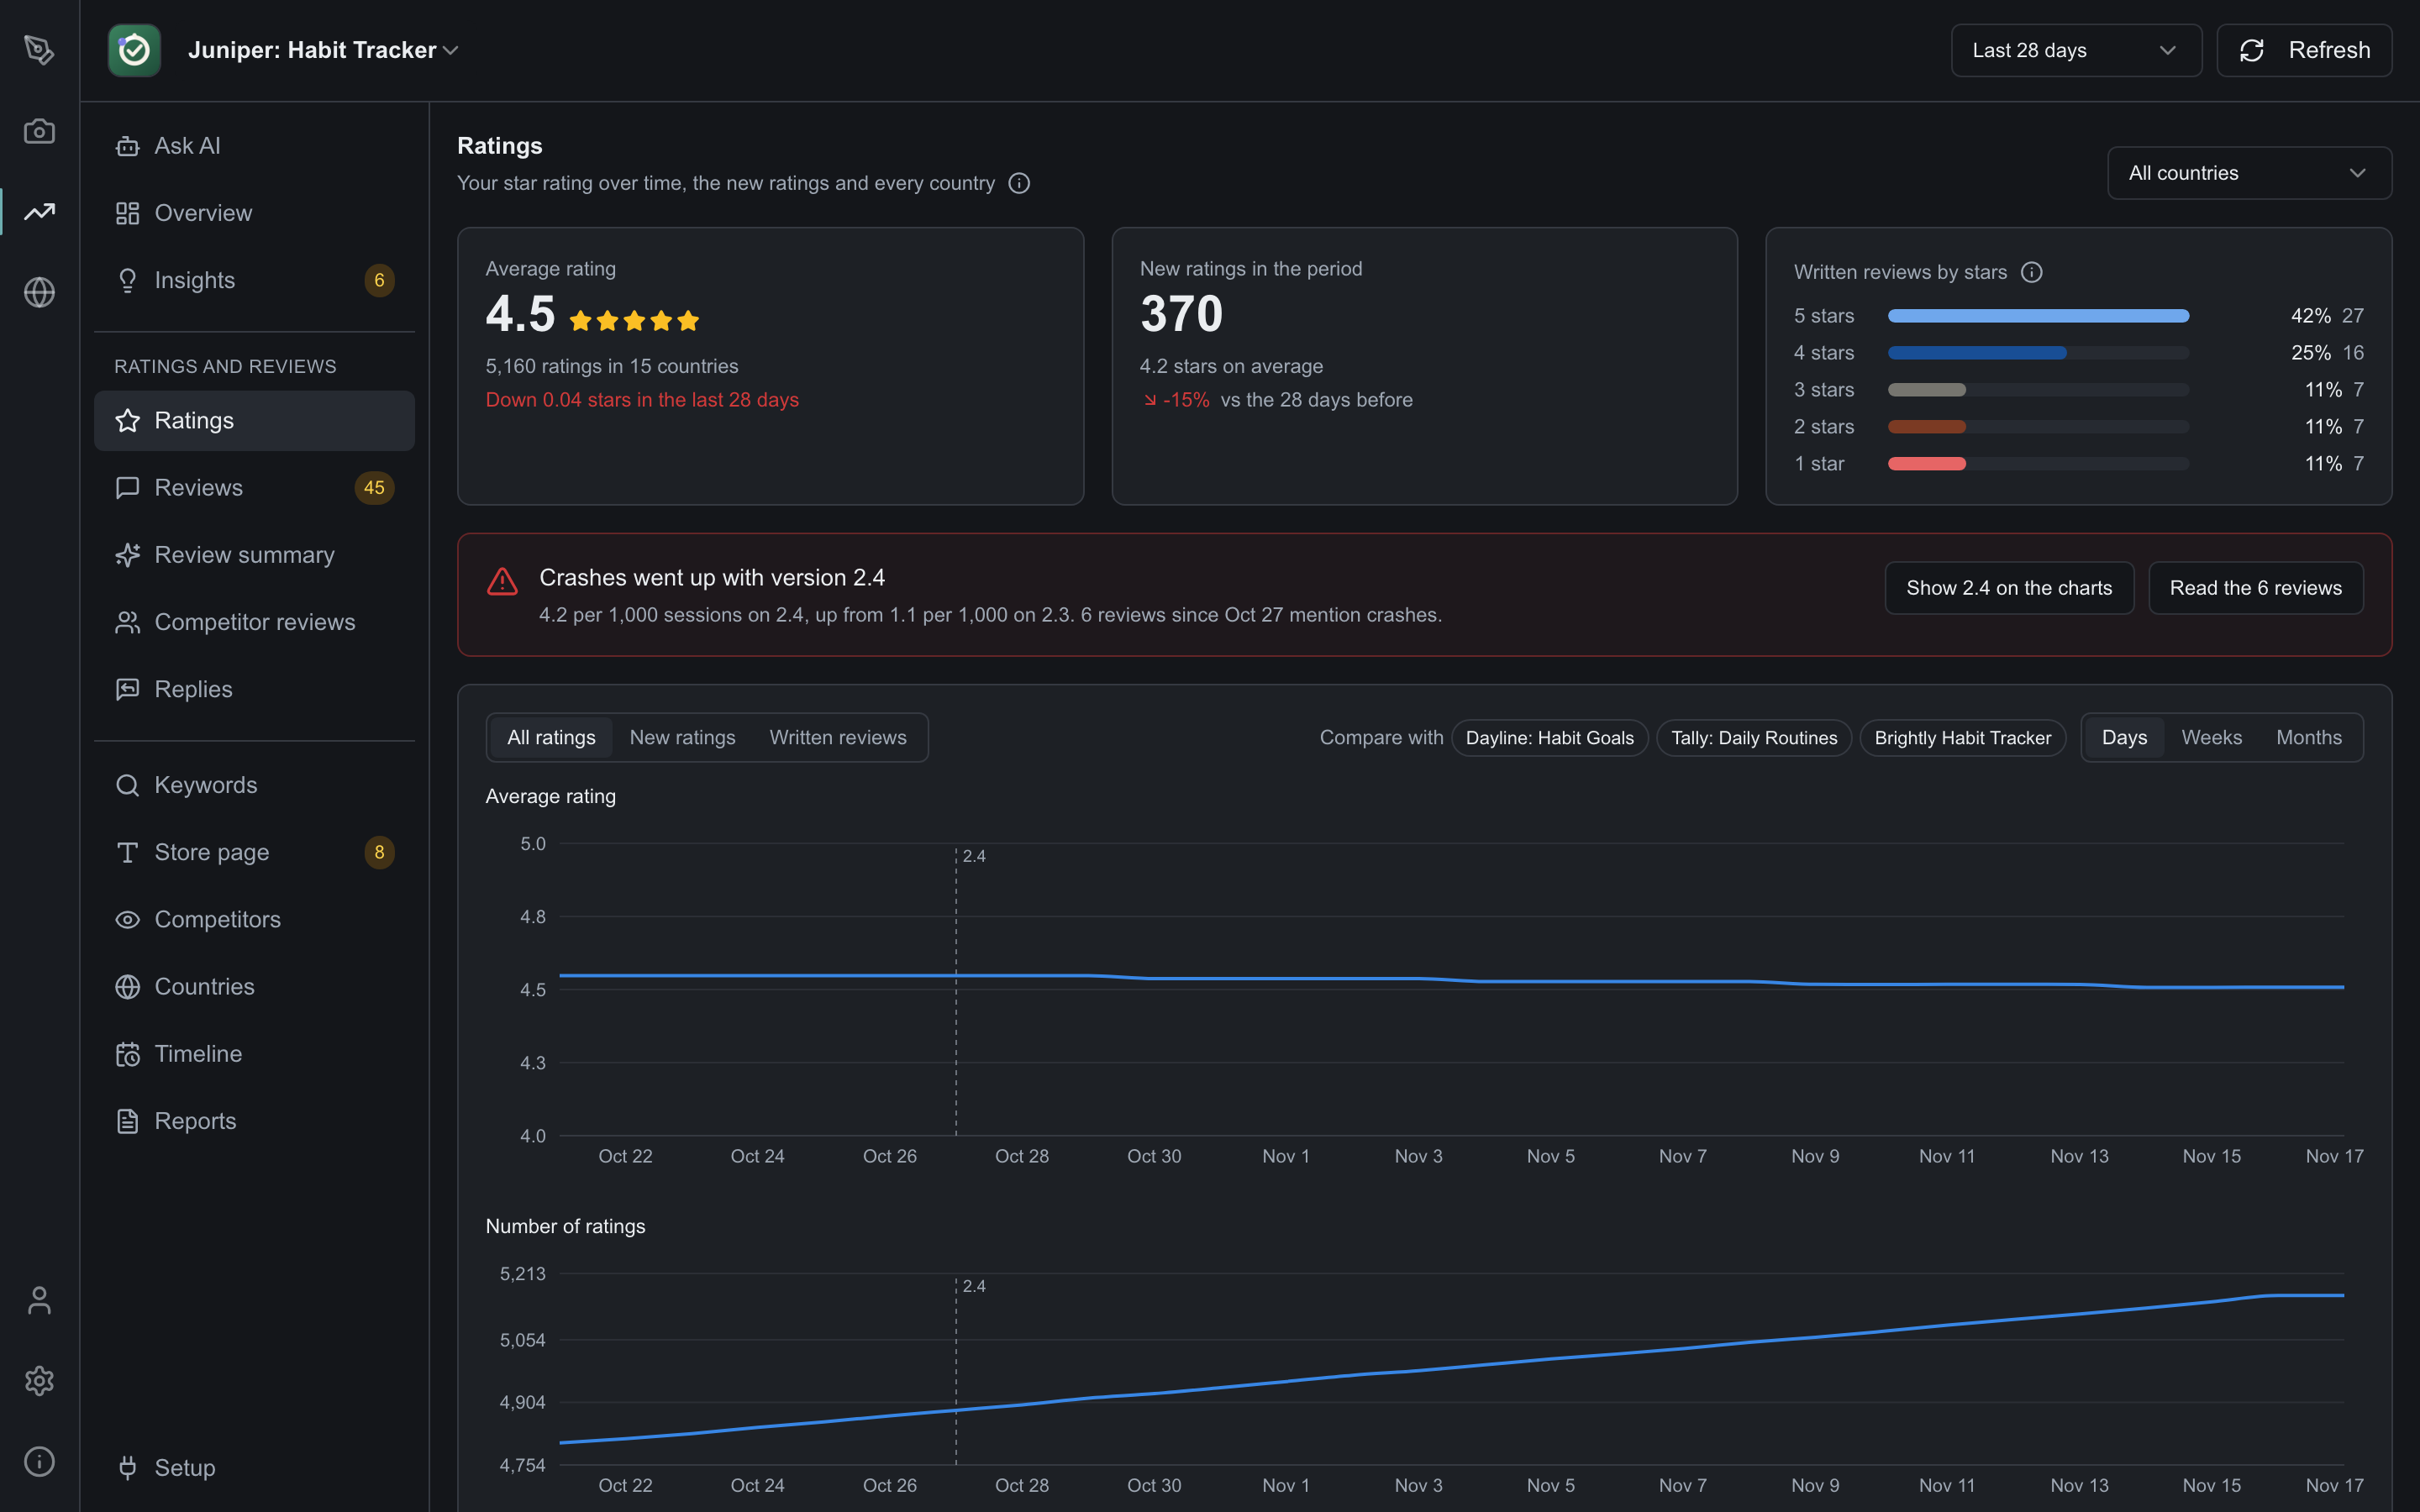 Juniper: Habit Tracker
Last 28 days
Refresh
Ask AI
Overview
Insights 6
RATINGS AND REVIEWS
Ratings
Reviews 45
Review summary
Competitor reviews
Replies
Keywords
Store page 8
Competitors
Countries
Timeline
Reports
Setup
Ratings
Your star rating over time, the new ratings and every country
All countries
Average rating
4.5
5,160 ratings in 15 countries
Down 0.04 stars in the last 28 days
New ratings in the period
370
4.2 stars on average
-15% vs the 28 days before
Written reviews by stars
5 stars 42% 27
4 stars 25% 16
3 stars 11% 7
2 stars 11% 7
1 star 11% 7
Crashes went up with version 2.4
4.2 per 1,000 sessions on 2.4, up from 1.1 per 1,000 on 2.3. 6 reviews since Oct 27 mention crashes.
Show 2.4 on the charts
Read the 6 reviews
All ratings New ratings Written reviews
Compare with Dayline: Habit Goals Tally: Daily Routines Brightly Habit Tracker
Days Weeks Months
Average rating
5.0
2.4
4.8
4.5
4.3
4.0
Oct 22 Oct 24 Oct 26 Oct 28 Oct 30 Nov 1 Nov 3 Nov 5 Nov 7 Nov 9 Nov 11 Nov 13 Nov 15 Nov 17
Number of ratings
5,213
2.4
5,054
4,904
4,754
Oct 22 Oct 24 Oct 26 Oct 28 Oct 30 Nov 1 Nov 3 Nov 5 Nov 7 Nov 9 Nov 11 Nov 13 Nov 15 Nov 17